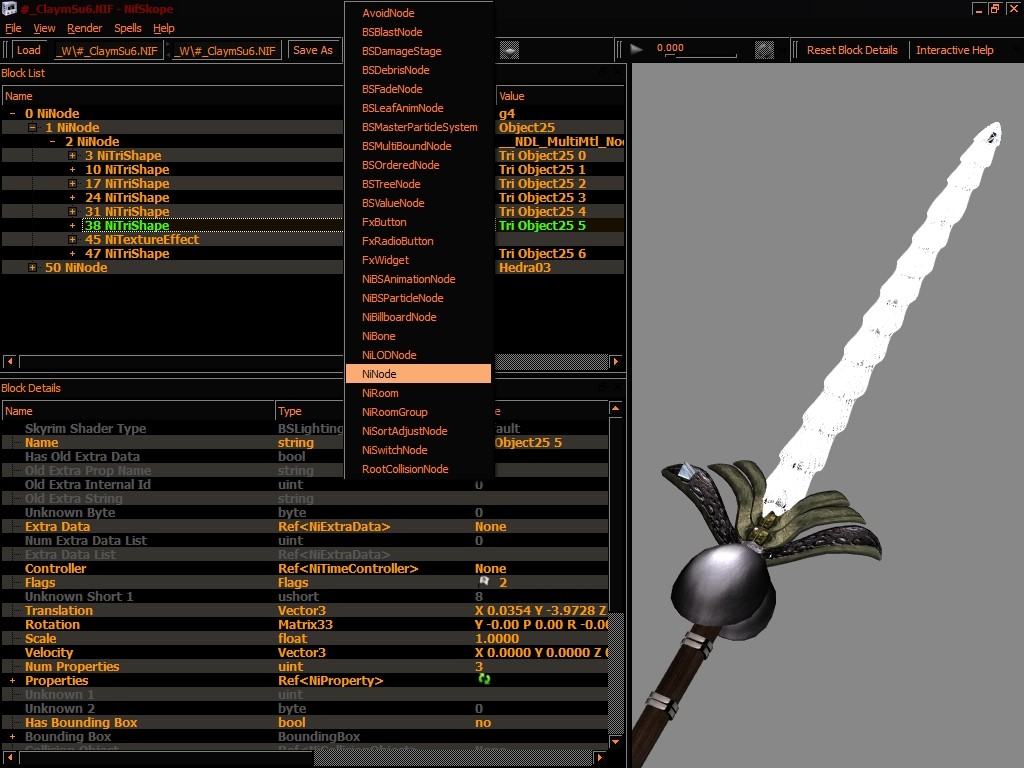 #_ClaymSu6.NIF - NifSkope
File View Render Spells Help
Load _W\#_ClaymSu6.NIF _W\#_ClaymSu6.NIF Save As 0.000 Reset Block Details Interactive Help
Block List
Name Value
0 NiNode g4
1 NiNode Object25
2 NiNode __NDL_MultiMtl_No
3 NiTriShape Tri Object25 0
10 NiTriShape Tri Object25 1
17 NiTriShape Tri Object25 2
24 NiTriShape Tri Object25 3
31 NiTriShape Tri Object25 4
38 NiTriShape Tri Object25 5
45 NiTextureEffect
47 NiTriShape Tri Object25 6
50 NiNode Hedra03
AvoidNode
BSBlastNode
BSDamageStage
BSDebrisNode
BSFadeNode
BSLeafAnimNode
BSMasterParticleSystem
BSMultiBoundNode
BSOrderedNode
BSTreeNode
BSValueNode
FxButton
FxRadioButton
FxWidget
NiBSAnimationNode
NiBSParticleNode
NiBillboardNode
NiBone
NiLODNode
NiNode
NiRoom
NiRoomGroup
NiSortAdjustNode
NiSwitchNode
RootCollisionNode
Block Details
Name Type e
Skyrim Shader Type BSLighting ault
Name string Object25 5
Has Old Extra Data bool
Old Extra Prop Name string
Old Extra Internal Id uint 0
Old Extra String string
Unknown Byte byte 0
Extra Data Ref<NiExtraData> None
Num Extra Data List uint 0
Extra Data List Ref<NiExtraData>
Controller Ref<NiTimeController> None
Flags Flags 2
Unknown Short 1 ushort 8
Translation Vector3 X 0.0354 Y -3.9728 Z
Rotation Matrix33 Y -0.00 P 0.00 R -0.00
Scale float 1.0000
Velocity Vector3 X 0.0000 Y 0.0000 Z
Num Properties uint 3
Properties Ref<NiProperty>
Unknown 1 uint
Unknown 2 byte 0
Has Bounding Box bool no
Bounding Box BoundingBox
Collision Object Ref<NiCollisionObject>